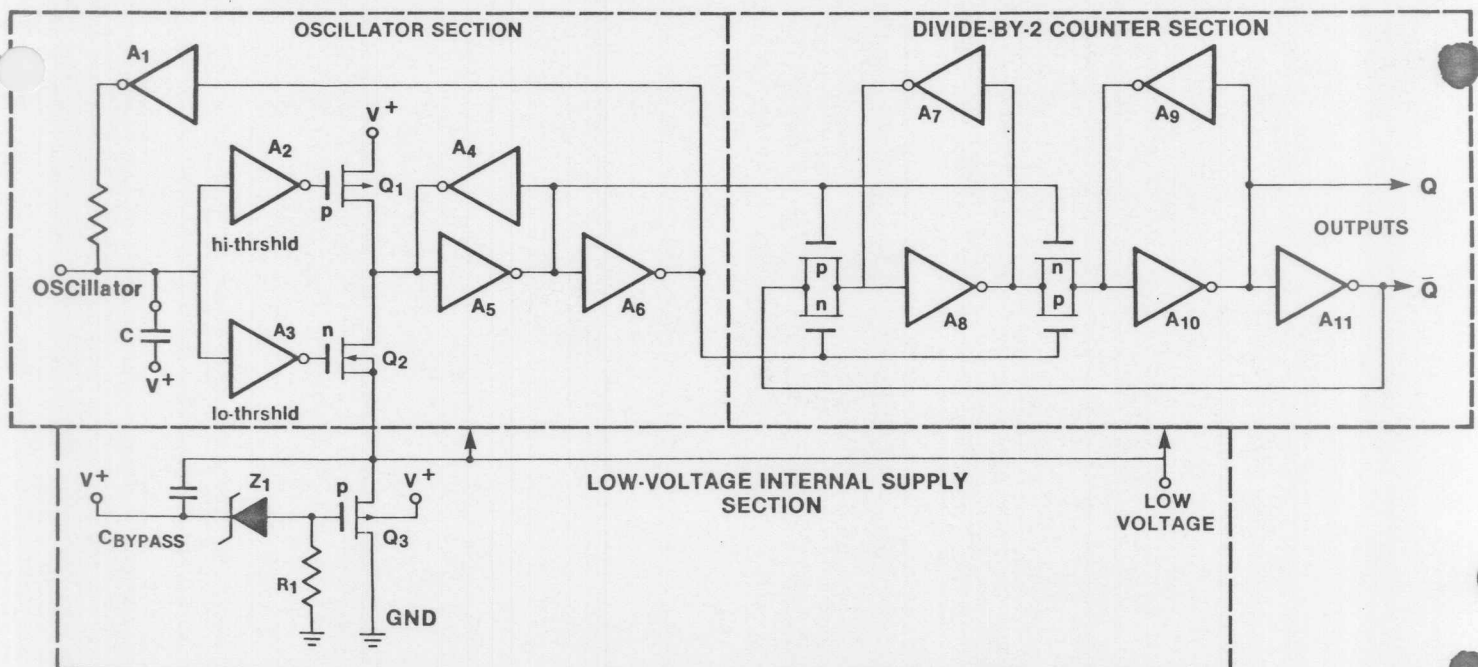 OSCILLATOR SECTION
DIVIDE-BY-2 COUNTER SECTION
A1
V+
A2
A4
Q1
p
hi-thrshld
A7
A9
Q
OUTPUTS
OSCillator
A5
A6
p
n
A8
n
p
A10
A11
Q̄
C
V+
A3
n
Q2
lo-thrshld
V+
Z1
p
V+
LOW-VOLTAGE INTERNAL SUPPLY
SECTION
LOW
VOLTAGE
CBYPASS
Q3
R1
GND